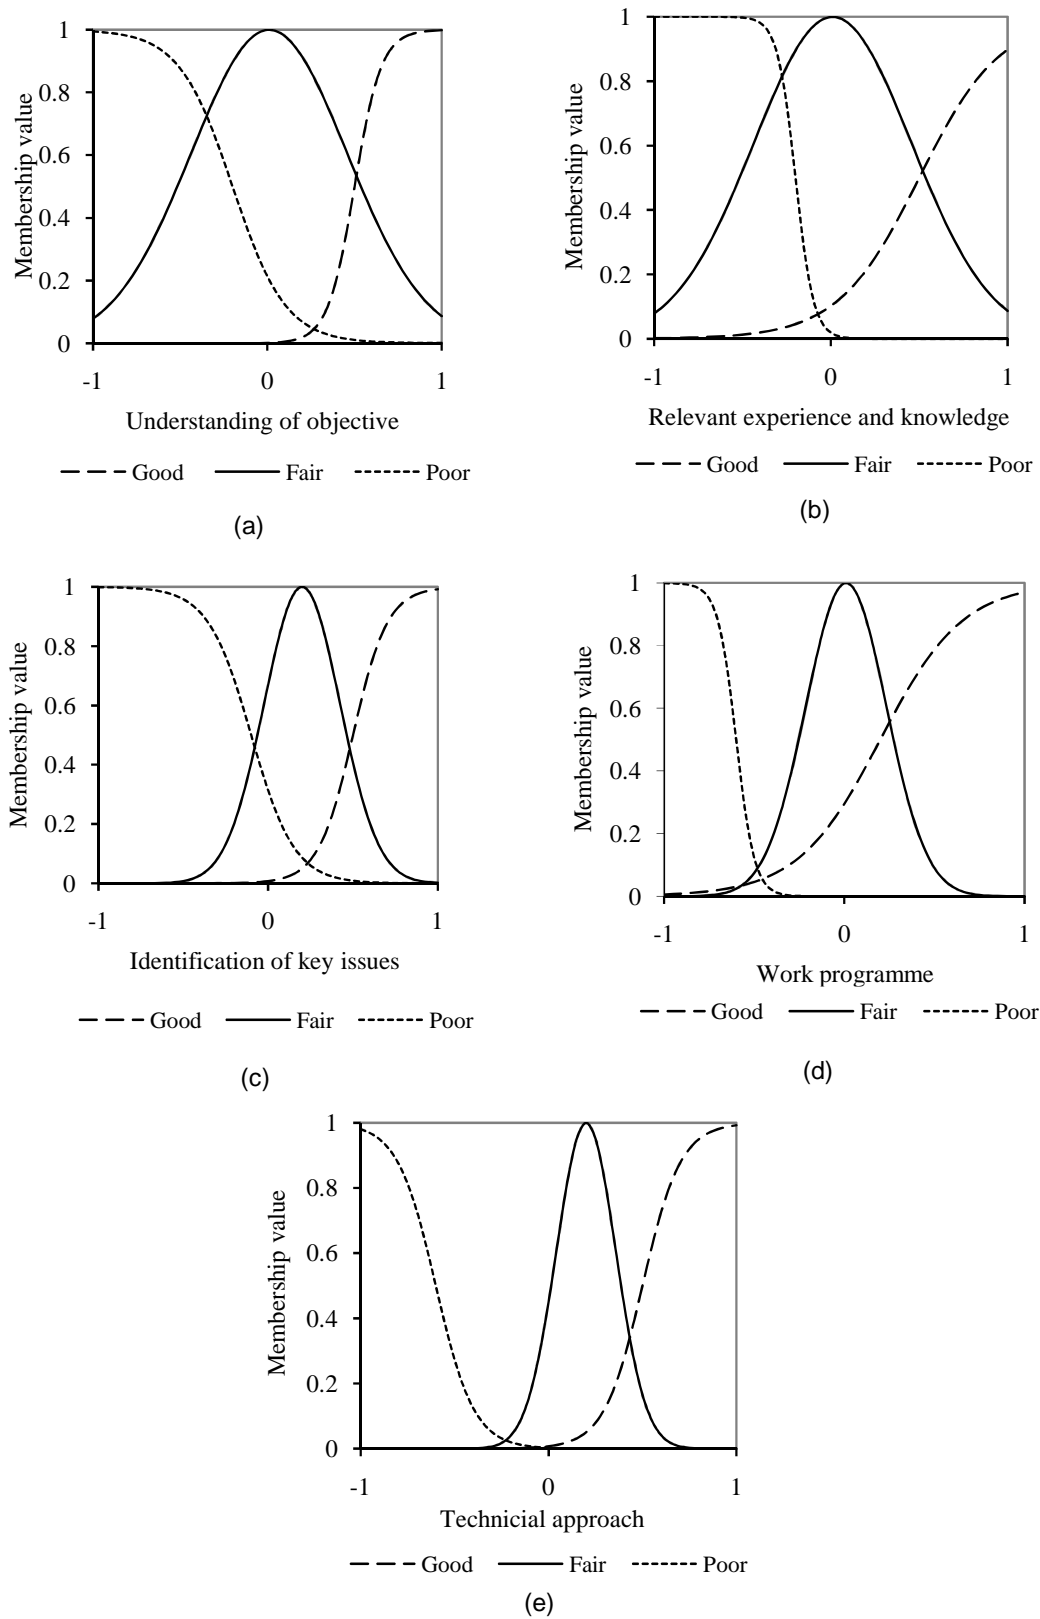 1
0.8
0.6
0.4
0.2
0
Membership value
-1 0 1
Understanding of objective
Good Fair Poor
(a)
1
0.8
0.6
0.4
0.2
0
Membership value
-1 0 1
Relevant experience and knowledge
Good Fair Poor
(b)
1
0.8
0.6
0.4
0.2
0
Membership value
-1 0 1
Identification of key issues
Good Fair Poor
(c)
1
0.8
0.6
0.4
0.2
0
Membership value
-1 0 1
Work programme
Good Fair Poor
(d)
1
0.8
0.6
0.4
0.2
0
Membership value
-1 0 1
Technicial approach
Good Fair Poor
(e)